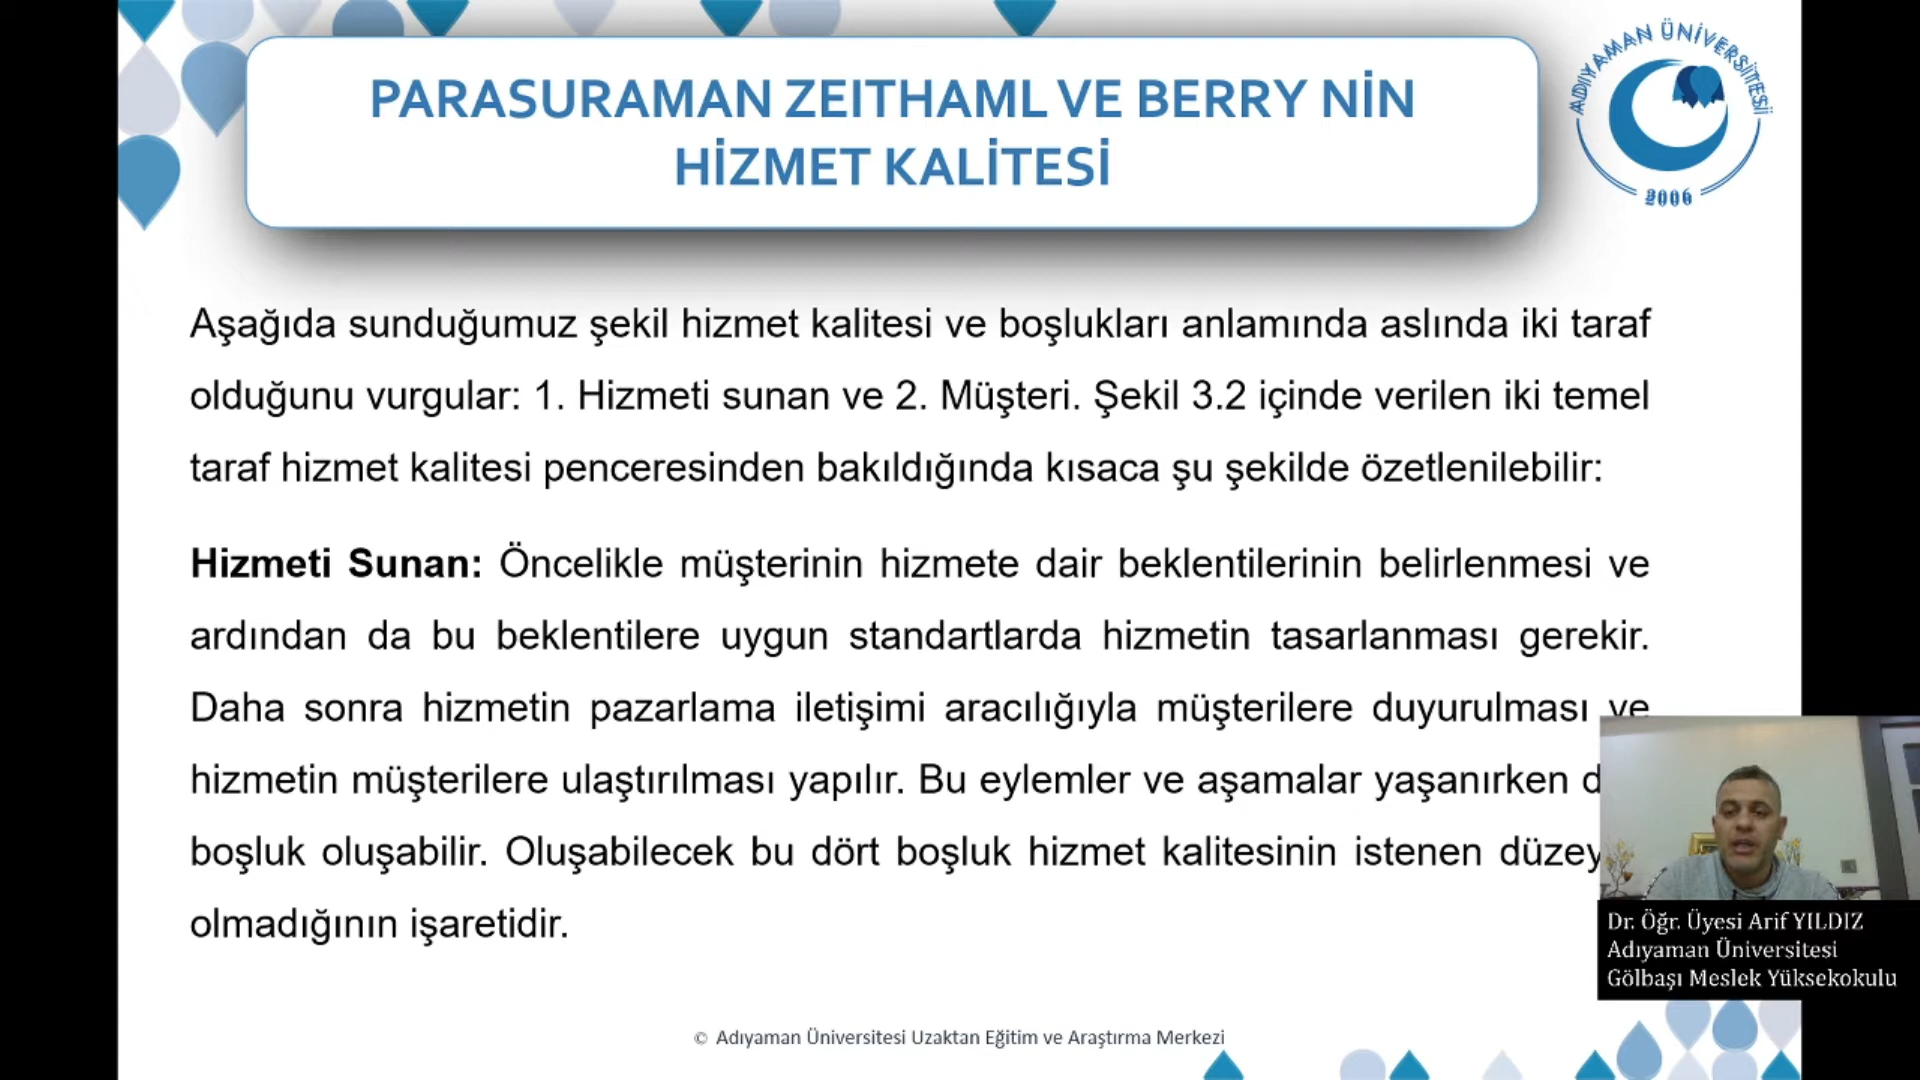 PARASURAMAN ZEITHAML VE BERRY NİN
HİZMET KALİTESİ
ADIYAMAN ÜNİVERSİTESİ
2006
Aşağıda sunduğumuz şekil hizmet kalitesi ve boşlukları anlamında aslında iki taraf
olduğunu vurgular: 1. Hizmeti sunan ve 2. Müşteri. Şekil 3.2 içinde verilen iki temel
taraf hizmet kalitesi penceresinden bakıldığında kısaca şu şekilde özetlenilebilir:
Hizmeti Sunan: Öncelikle müşterinin hizmete dair beklentilerinin belirlenmesi ve
ardından da bu beklentilere uygun standartlarda hizmetin tasarlanması gerekir.
Daha sonra hizmetin pazarlama iletişimi aracılığıyla müşterilere duyurulması ve
hizmetin müşterilere ulaştırılması yapılır. Bu eylemler ve aşamalar yaşanırken
boşluk oluşabilir. Oluşabilecek bu dört boşluk hizmet kalitesinin istenen
olmadığının işaretidir.
Dr. Öğr. Üyesi Arif YILDIZ
Adıyaman Üniversitesi
Gölbaşı Meslek Yüksekokulu
© Adıyaman Üniversitesi Uzaktan Eğitim ve Araştırma Merkezi